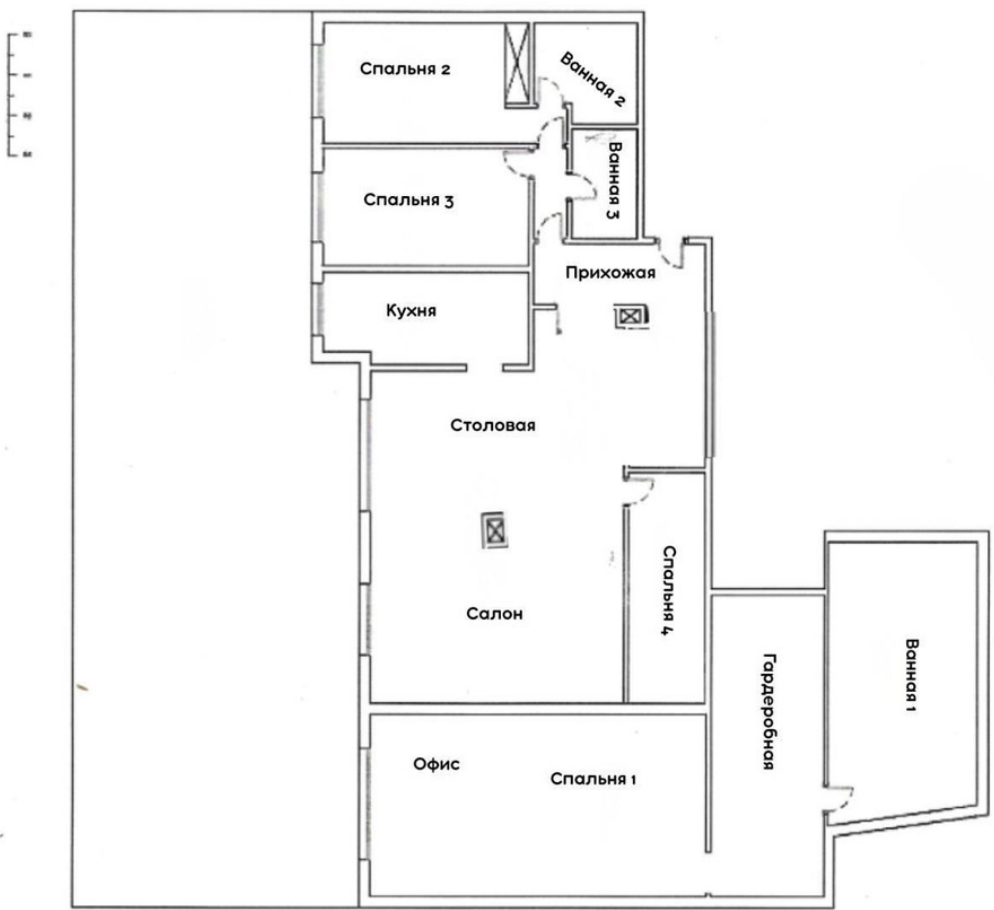 Спальня 2
Ванная 2
Спальня 3
Ванная 3
Прихожая
Кухня
Столовая
Спальня 4
Салон
Гардеробная
Ванная 1
Офис
Спальня 1